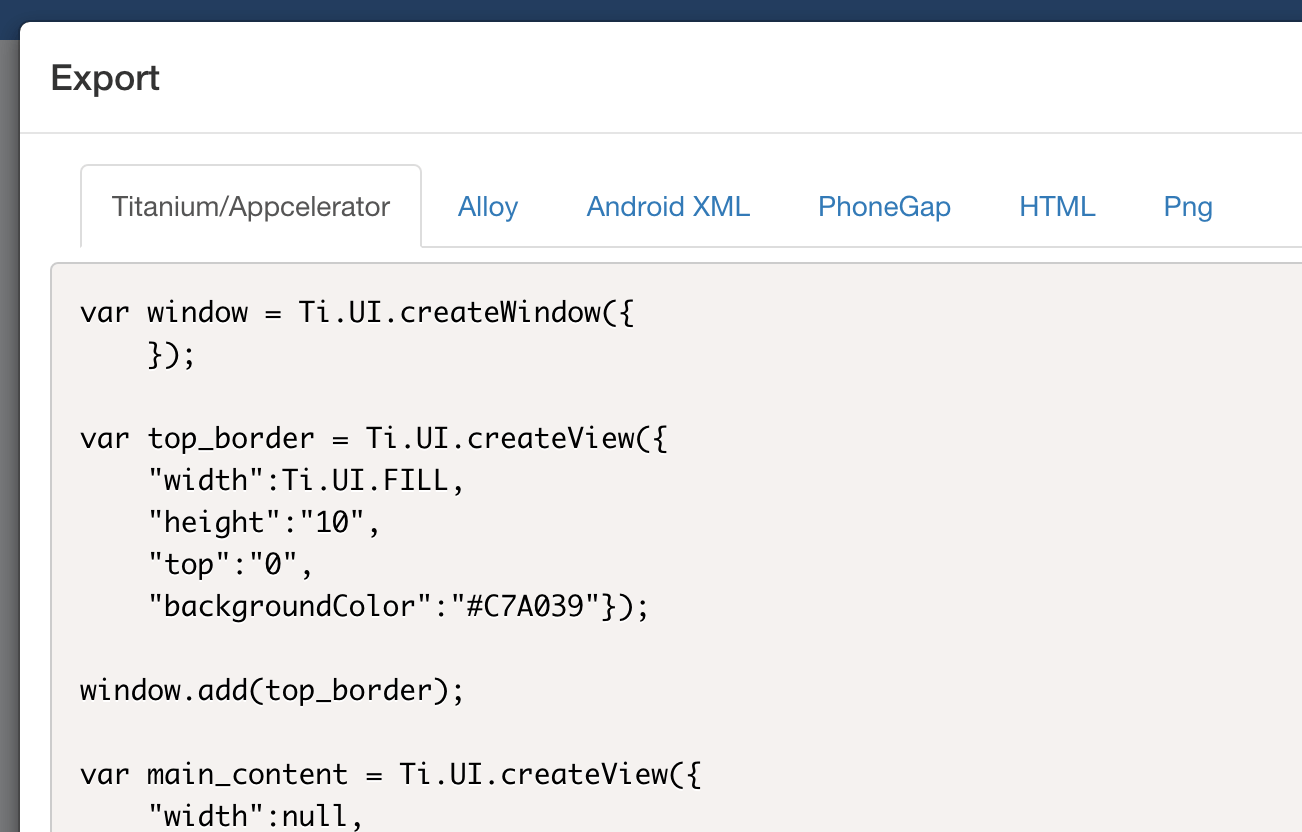 Export
Titanium/Appcelerator Alloy Android XML PhoneGap HTML Png
var window = Ti.UI.createWindow({
    });
var top_border = Ti.UI.createView({
    "width":Ti.UI.FILL,
    "height":"10",
    "top":"0",
    "backgroundColor":"#C7A039"});
window.add(top_border);
var main_content = Ti.UI.createView({
    "width":null,